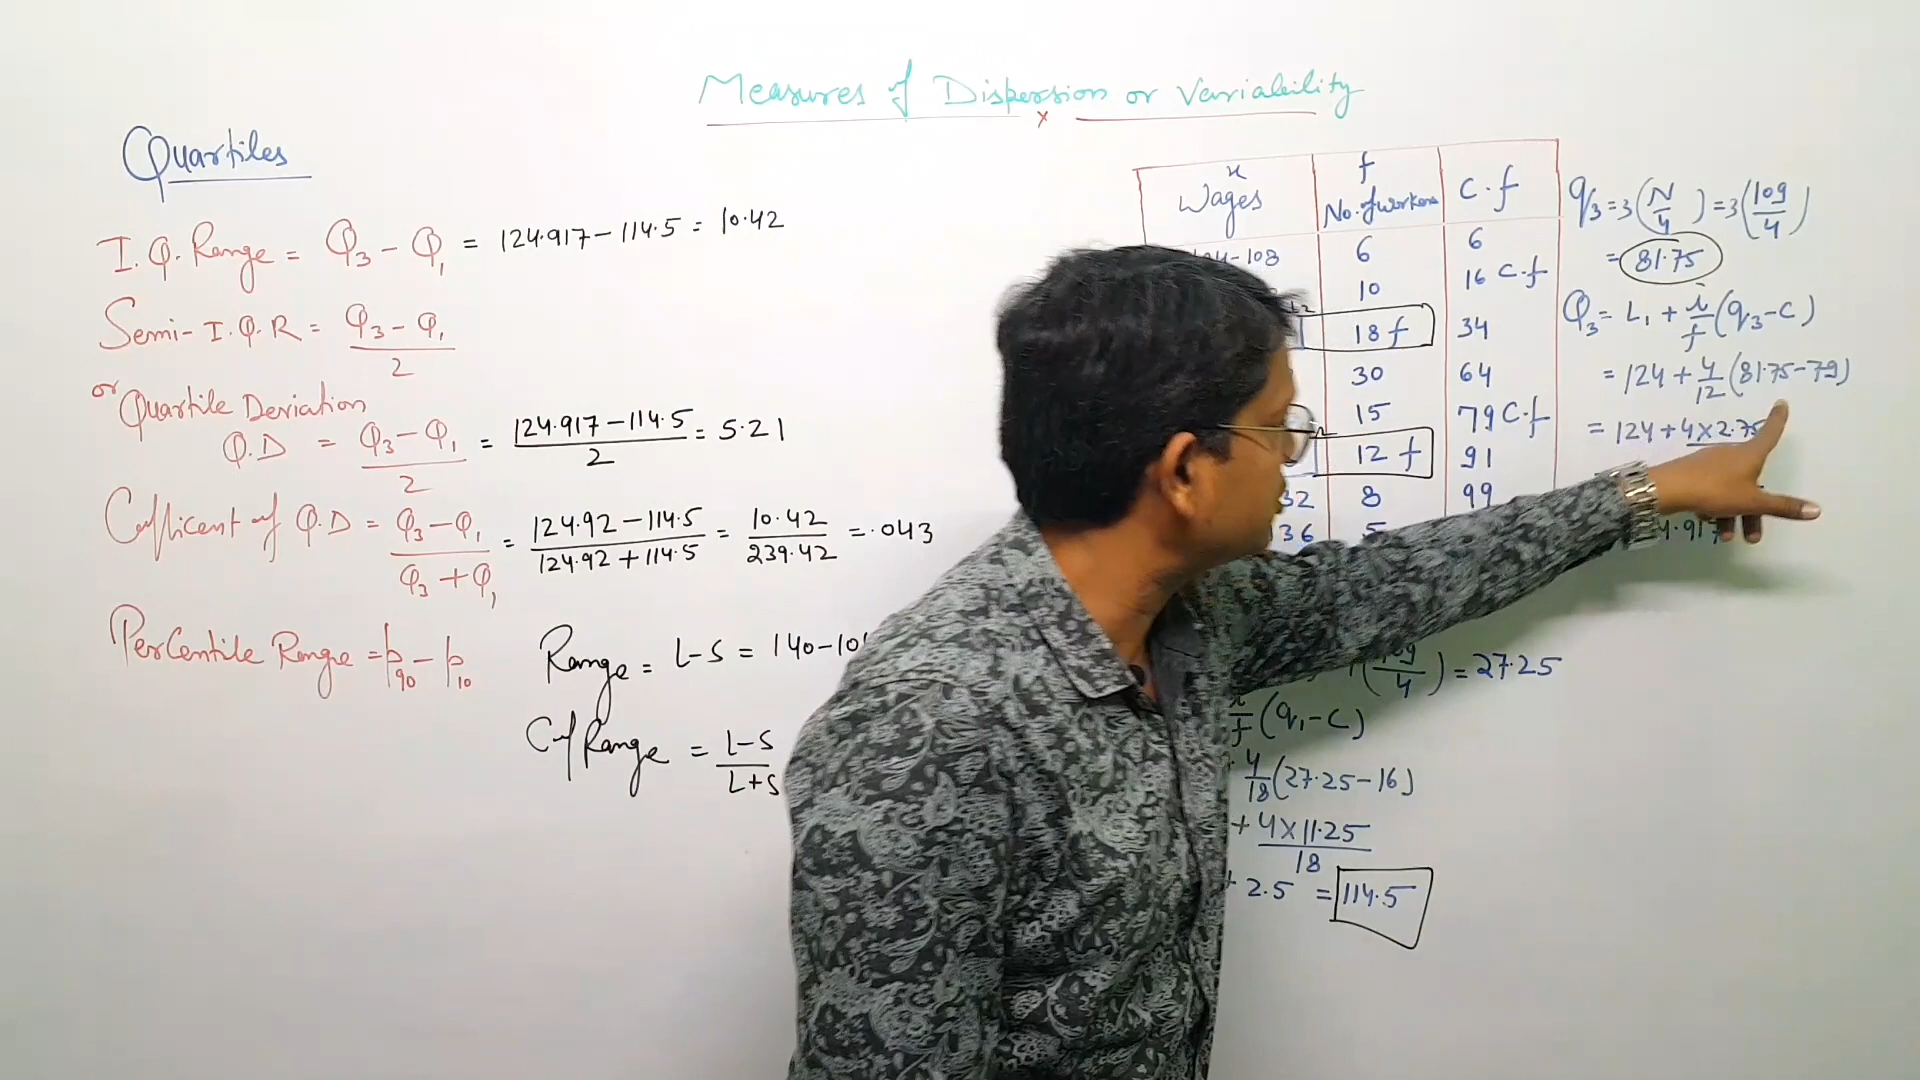 Measures of Dispersion or Variability
x
Quartiles
I.Q. Range = Q₃ - Q₁ = 124.917 - 114.5 = 10.42
Semi-I.Q.R = Q₃ - Q₁
2
or
Quartile Deviation
Q.D = Q₃ - Q₁ = 124.917 - 114.5 = 5.21
2 2
Cofficent of Q.D = Q₃ - Q₁ = 124.92 - 114.5 = 10.42 = .043
Q₃ + Q₁ 124.92 + 114.5 239.42
Percentile Range = P₉₀ - P₁₀
Range = L-S = 140-10
C of Range = L-S
L+S
x f C.f
Wages No. of workers
108 6 6
10 16 C.f
18 f 34
30 64
15 79 C.f
12 f 91
32 8 99
136 5
q₃ = 3(N/4) = 3(109/4)
= 81.75
Q₃ = L₁ + i/f (q₃ - C)
= 124 + 4/12 (81.75 - 79)
= 124 + 4 x 2.75
4.917
4) = 27.25
f (q₁ - C)
4/18 (27.25 - 16)
+ 4 x 11.25
18
+ 2.5 = 114.5